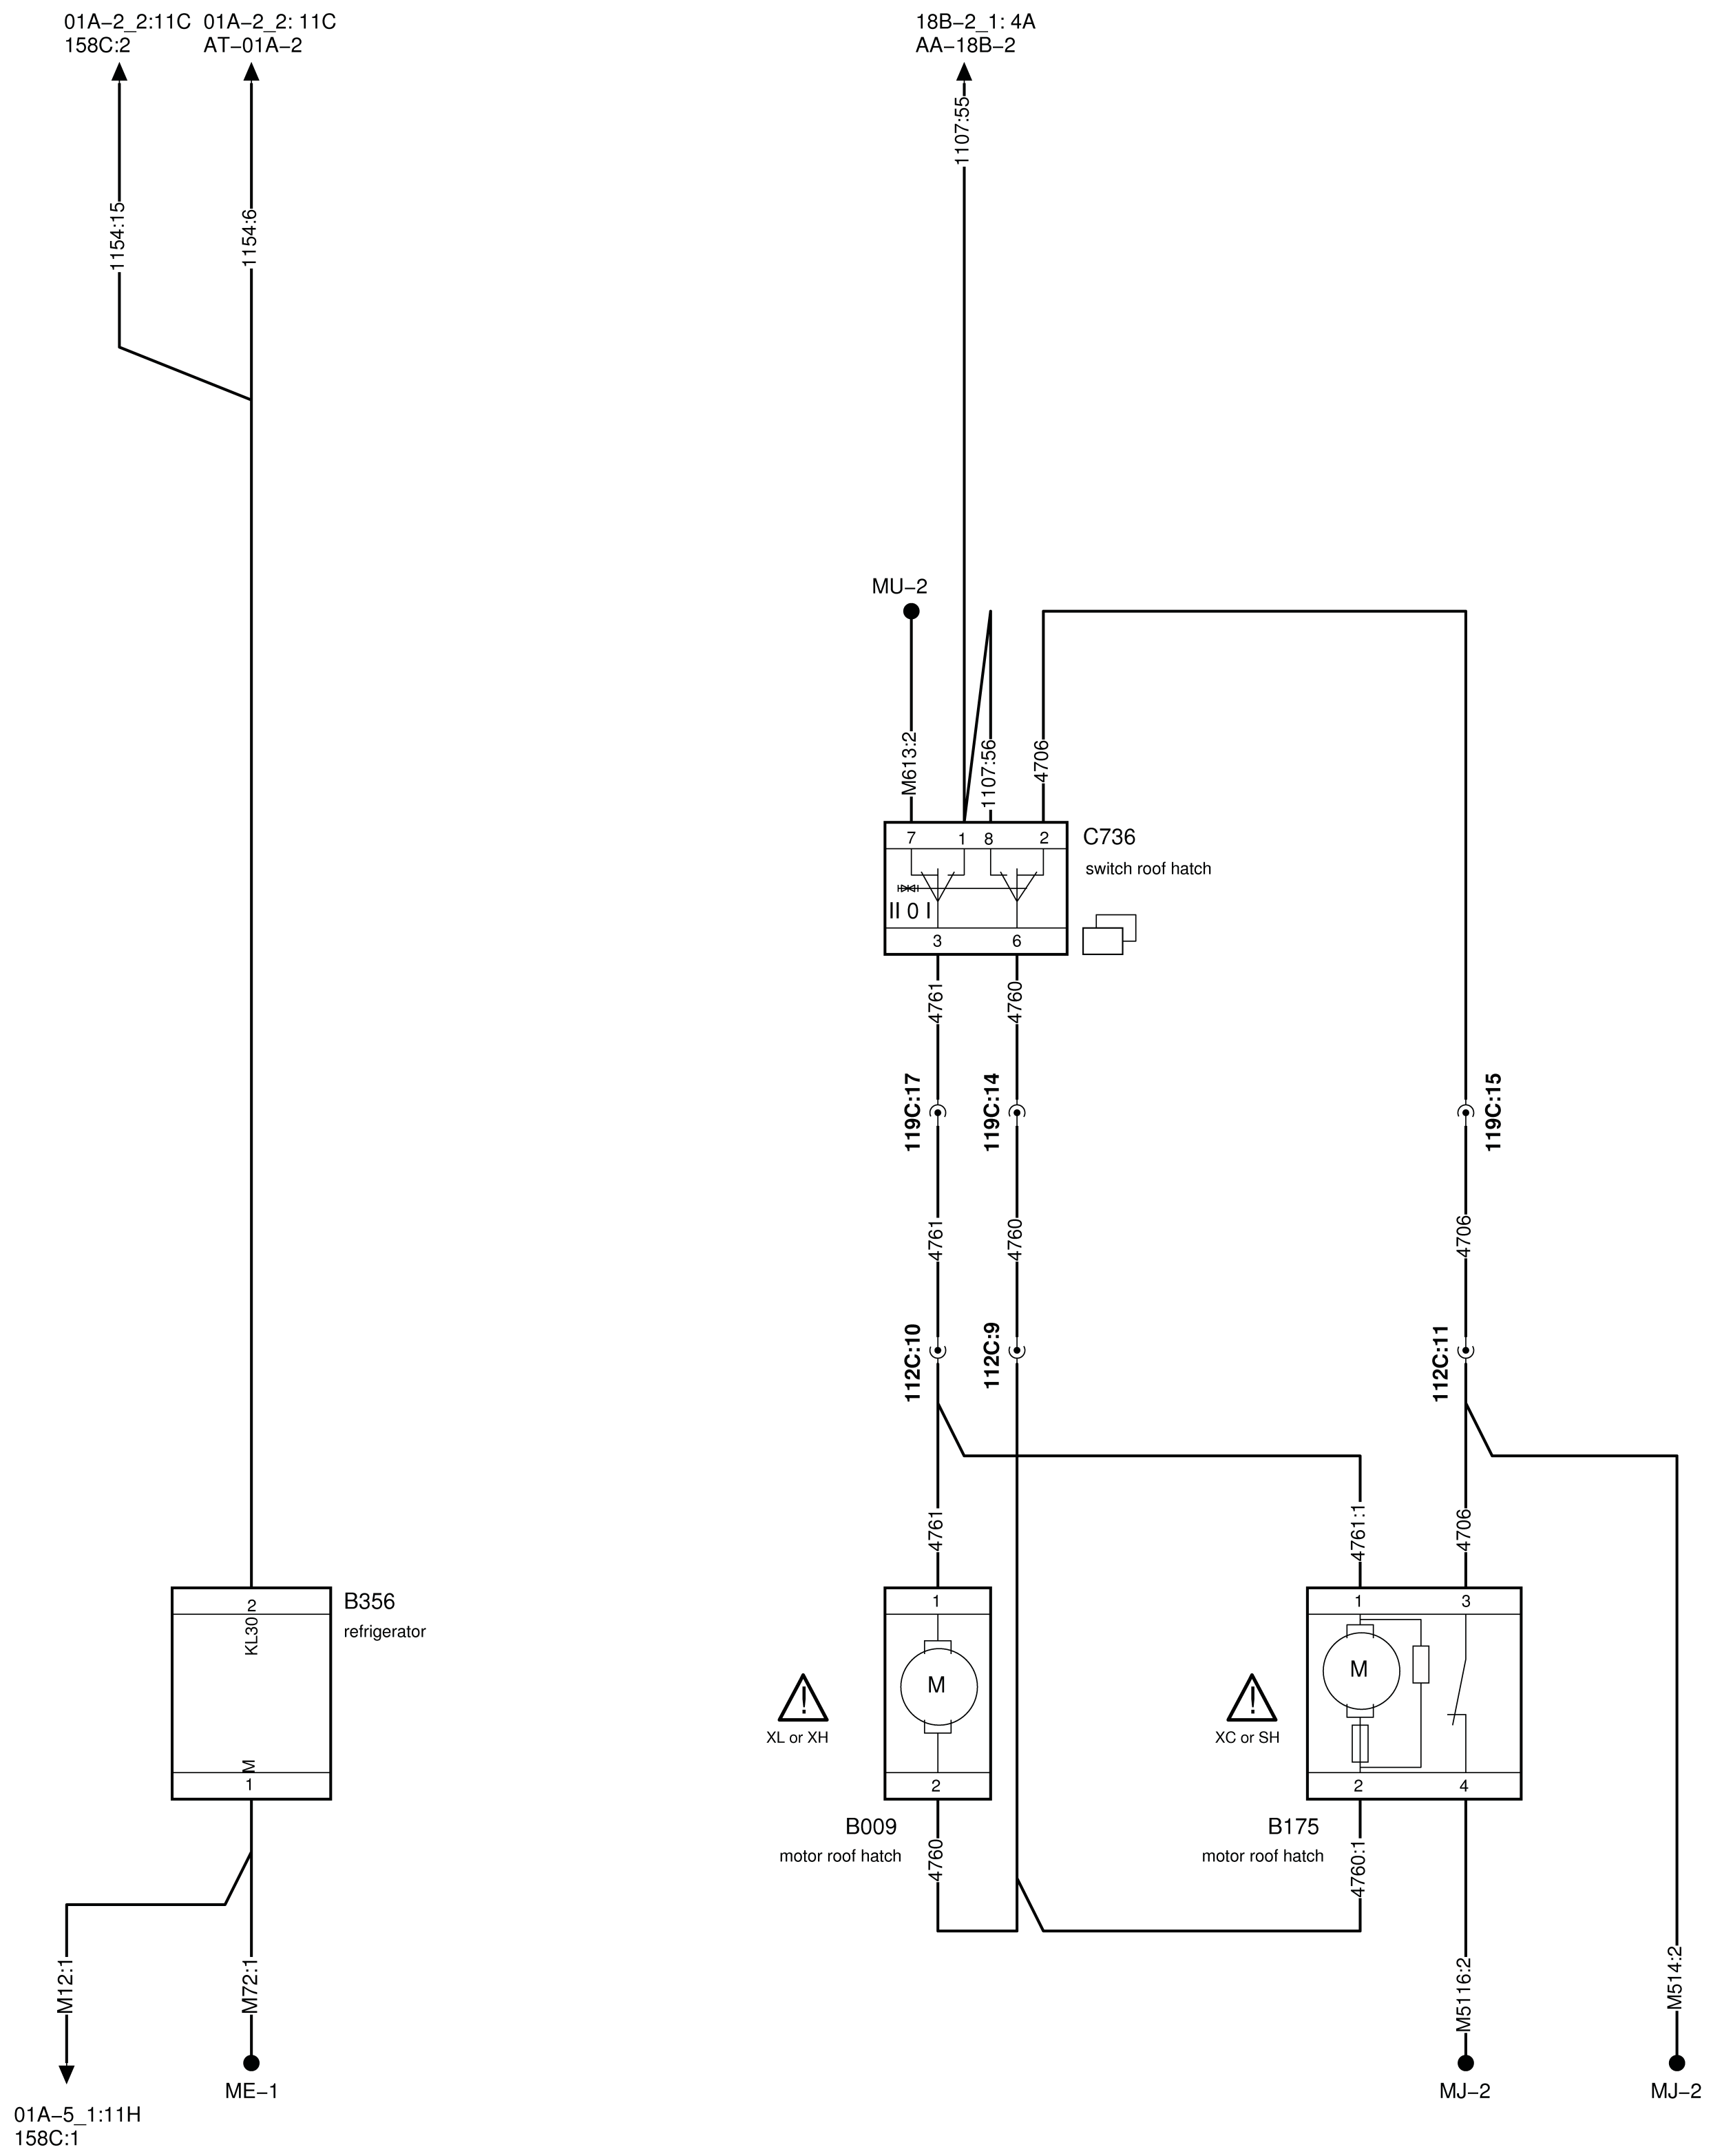 01A–2_2:11C 01A–2_2: 11C
158C:2 AT–01A–2
18B–2_1: 4A
AA–18B–2
1107:55
1154:15
1154:6
MU–2
M613:2
1107:56
4706
7 1 8 2
C736
switch roof hatch
II 0 I
3 6
4761
4760
119C:17
119C:14
119C:15
4761
4760
4706
112C:10
112C:9
112C:11
4761
4761:1
4706
2
KL30
B356
refrigerator
M
1
1
M
2
XL or XH
B009
motor roof hatch
1 3
M
2 4
XC or SH
B175
motor roof hatch
4760
4760:1
M12:1
M72:1
M5116:2
M514:2
ME–1
MJ–2
MJ–2
01A–5_1:11H
158C:1